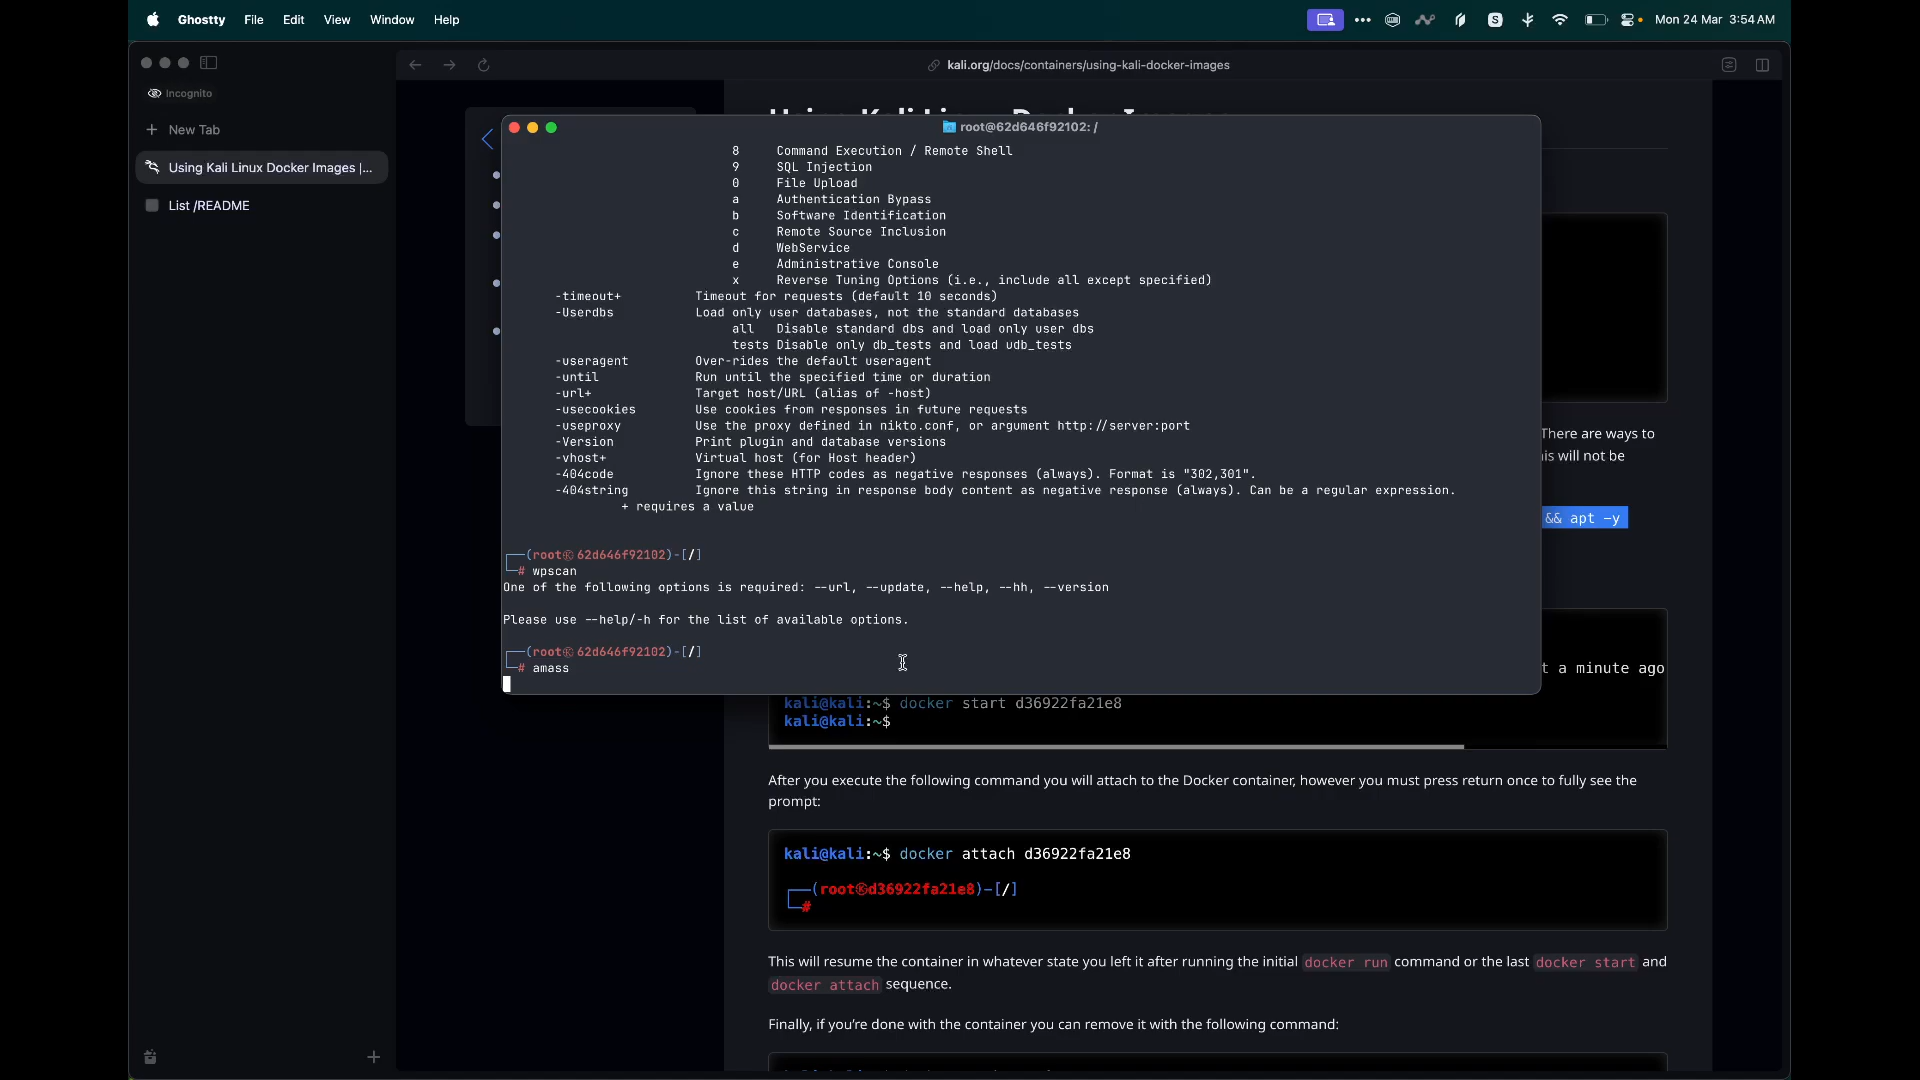 Ghostty File Edit View Window Help
S Mon 24 Mar 3:54 AM
kali.org/docs/containers/using-kali-docker-images
Incognito
New Tab
Using Kali Linux Docker Images |...
List /README
root@62d646f92102: /
8 Command Execution / Remote Shell
9 SQL Injection
0 File Upload
a Authentication Bypass
b Software Identification
c Remote Source Inclusion
d WebService
e Administrative Console
x Reverse Tuning Options (i.e., include all except specified)
-timeout+ Timeout for requests (default 10 seconds)
-Userdbs Load only user databases, not the standard databases
all Disable standard dbs and load only user dbs
tests Disable only db_tests and load udb_tests
-useragent Over-rides the default useragent
-until Run until the specified time or duration
-url+ Target host/URL (alias of -host)
-usecookies Use cookies from responses in future requests
-useproxy Use the proxy defined in nikto.conf, or argument http://server:port
-Version Print plugin and database versions
-vhost+ Virtual host (for Host header)
-404code Ignore these HTTP codes as negative responses (always). Format is "302,301".
-404string Ignore this string in response body content as negative response (always). Can be a regular expression.
+ requires a value
┌──(root㉿62d646f92102)-[/]
└─# wpscan
One of the following options is required: --url, --update, --help, --hh, --version
Please use --help/-h for the list of available options.
┌──(root㉿62d646f92102)-[/]
└─# amass
There are ways to
is will not be
&& apt -y
t a minute ago
kali@kali:~$ docker start d36922fa21e8
kali@kali:~$
After you execute the following command you will attach to the Docker container, however you must press return once to fully see the
prompt:
kali@kali:~$ docker attach d36922fa21e8
┌──(root㉿d36922fa21e8)-[/]
└─#
This will resume the container in whatever state you left it after running the initial docker run command or the last docker start and
docker attach sequence.
Finally, if you're done with the container you can remove it with the following command: